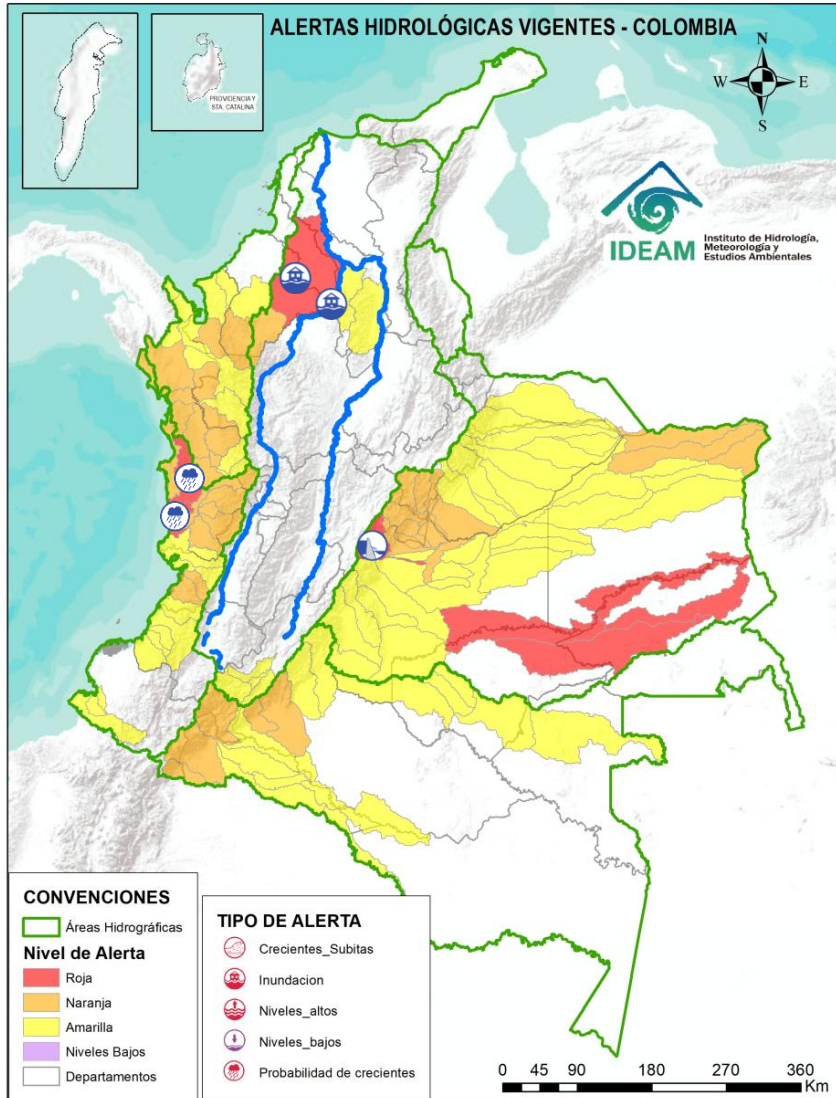 ALERTAS HIDROLÓGICAS VIGENTES - COLOMBIA
PROVIDENCIA Y
STA. CATALINA
N
W
E
S
IDEAM
Instituto de Hidrología,
Meteorología y
Estudios Ambientales
CONVENCIONES
Áreas Hidrográficas
Nivel de Alerta
Roja
Naranja
Amarilla
Niveles Bajos
Departamentos
TIPO DE ALERTA
Crecientes_Subitas
Inundacion
Niveles_altos
Niveles_bajos
Probabilidad de crecientes
0 45 90 180 270 360
Km